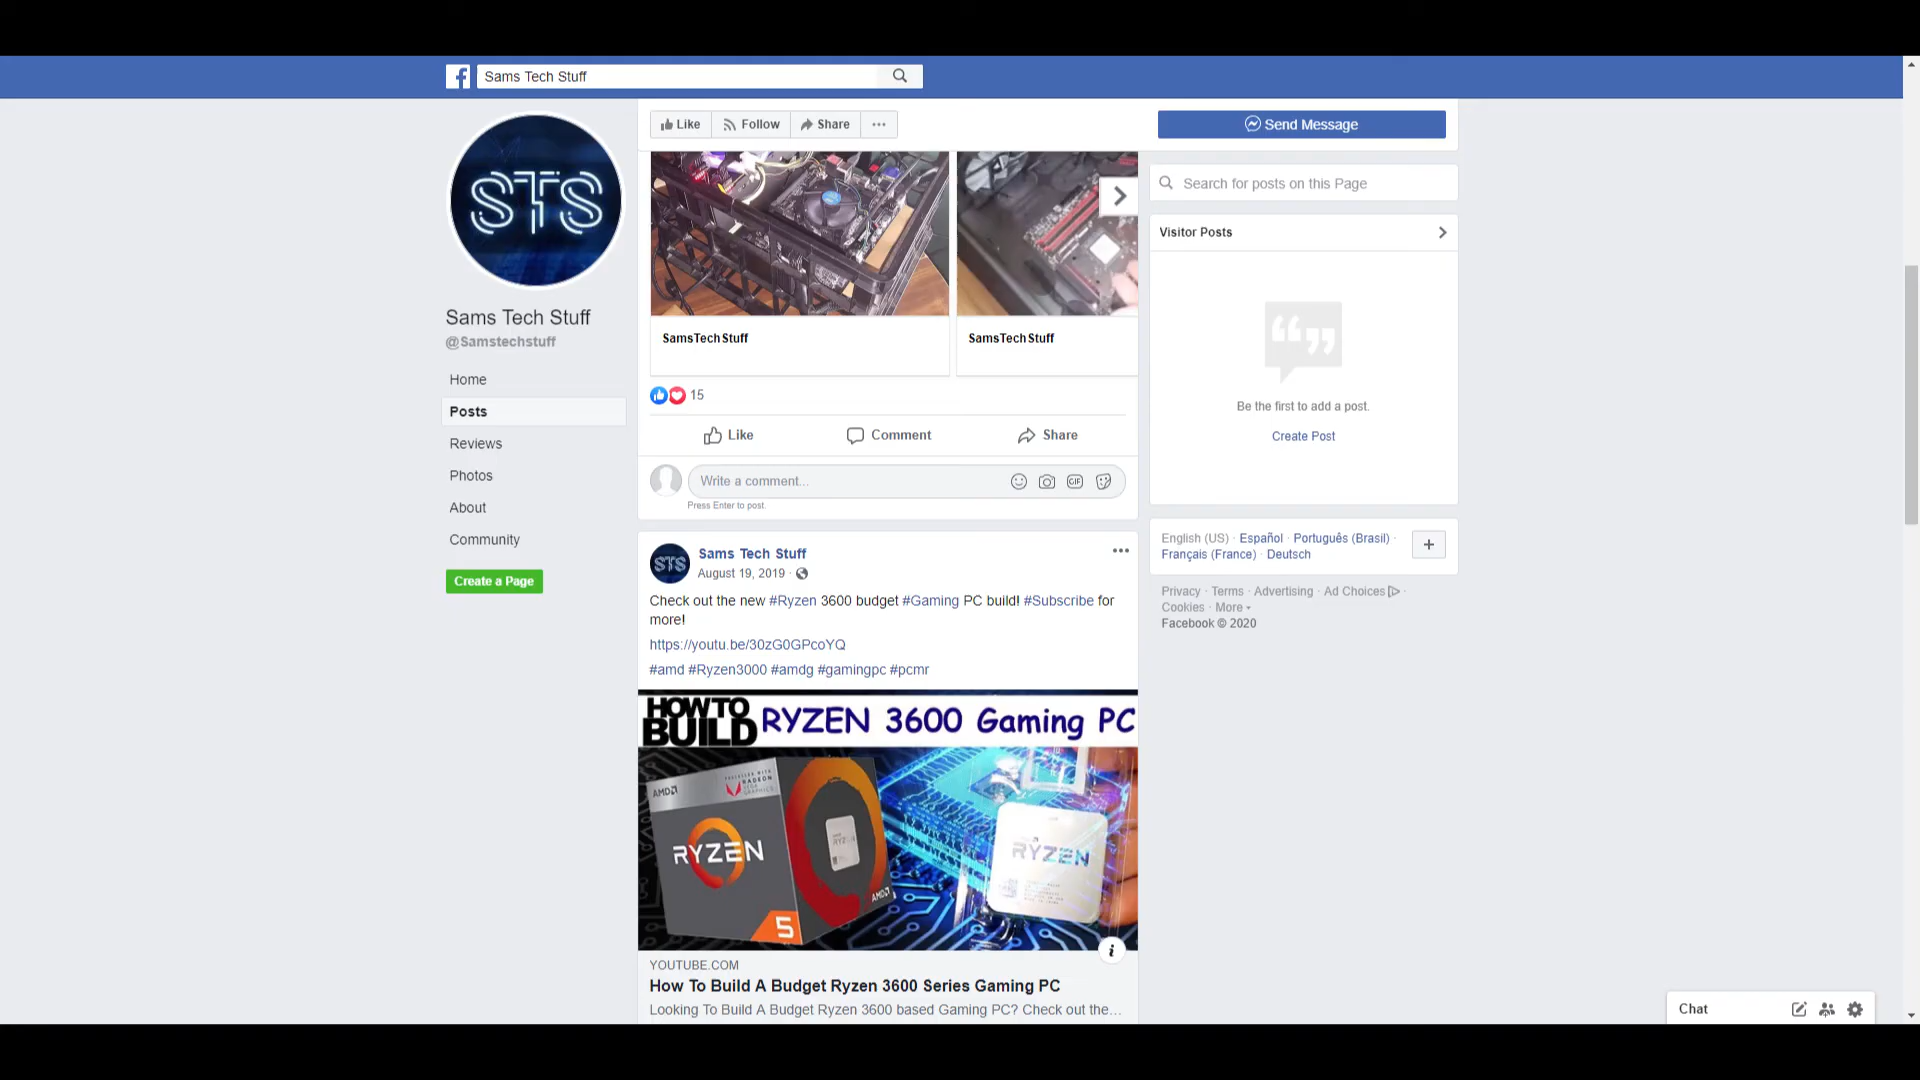 Sams Tech Stuff
Like
Follow
Share
Send Message
STS
Sams Tech Stuff
@Samstechstuff
Home
Posts
Reviews
Photos
About
Community
Create a Page
SamsTechStuff
SamsTechStuff
15
Like
Comment
Share
Write a comment...
GIF
Press Enter to post.
STS
Sams Tech Stuff
August 19, 2019 ·
Check out the new #Ryzen 3600 budget #Gaming PC build! #Subscribe for
more!
https://youtu.be/30zG0GPcoYQ
#amd #Ryzen3000 #amdg #gamingpc #pcmr
HOW TO
BUILD
RYZEN 3600 Gaming PC
AMD
RADEON
RYZEN
5
RYZEN
AMD
RYZEN
YOUTUBE.COM
How To Build A Budget Ryzen 3600 Series Gaming PC
Looking To Build A Budget Ryzen 3600 based Gaming PC? Check out the...
Search for posts on this Page
Visitor Posts
Be the first to add a post.
Create Post
English (US) · Español · Português (Brasil) ·
Français (France) · Deutsch
Privacy · Terms · Advertising · Ad Choices ·
Cookies · More
Facebook © 2020
Chat